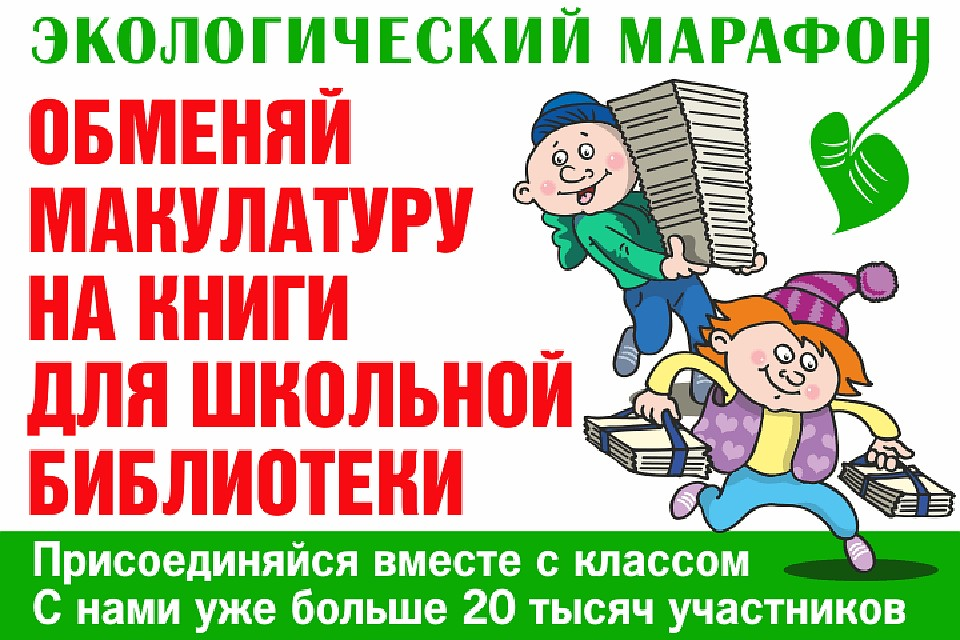 ЭКОЛОГИЧЕСКИЙ МАРАФОН
ОБМЕНЯЙ
МАКУЛАТУРУ
НА КНИГИ
ДЛЯ ШКОЛЬНОЙ
БИБЛИОТЕКИ
Присоединяйся вместе с классом
С нами уже больше 20 тысяч участников